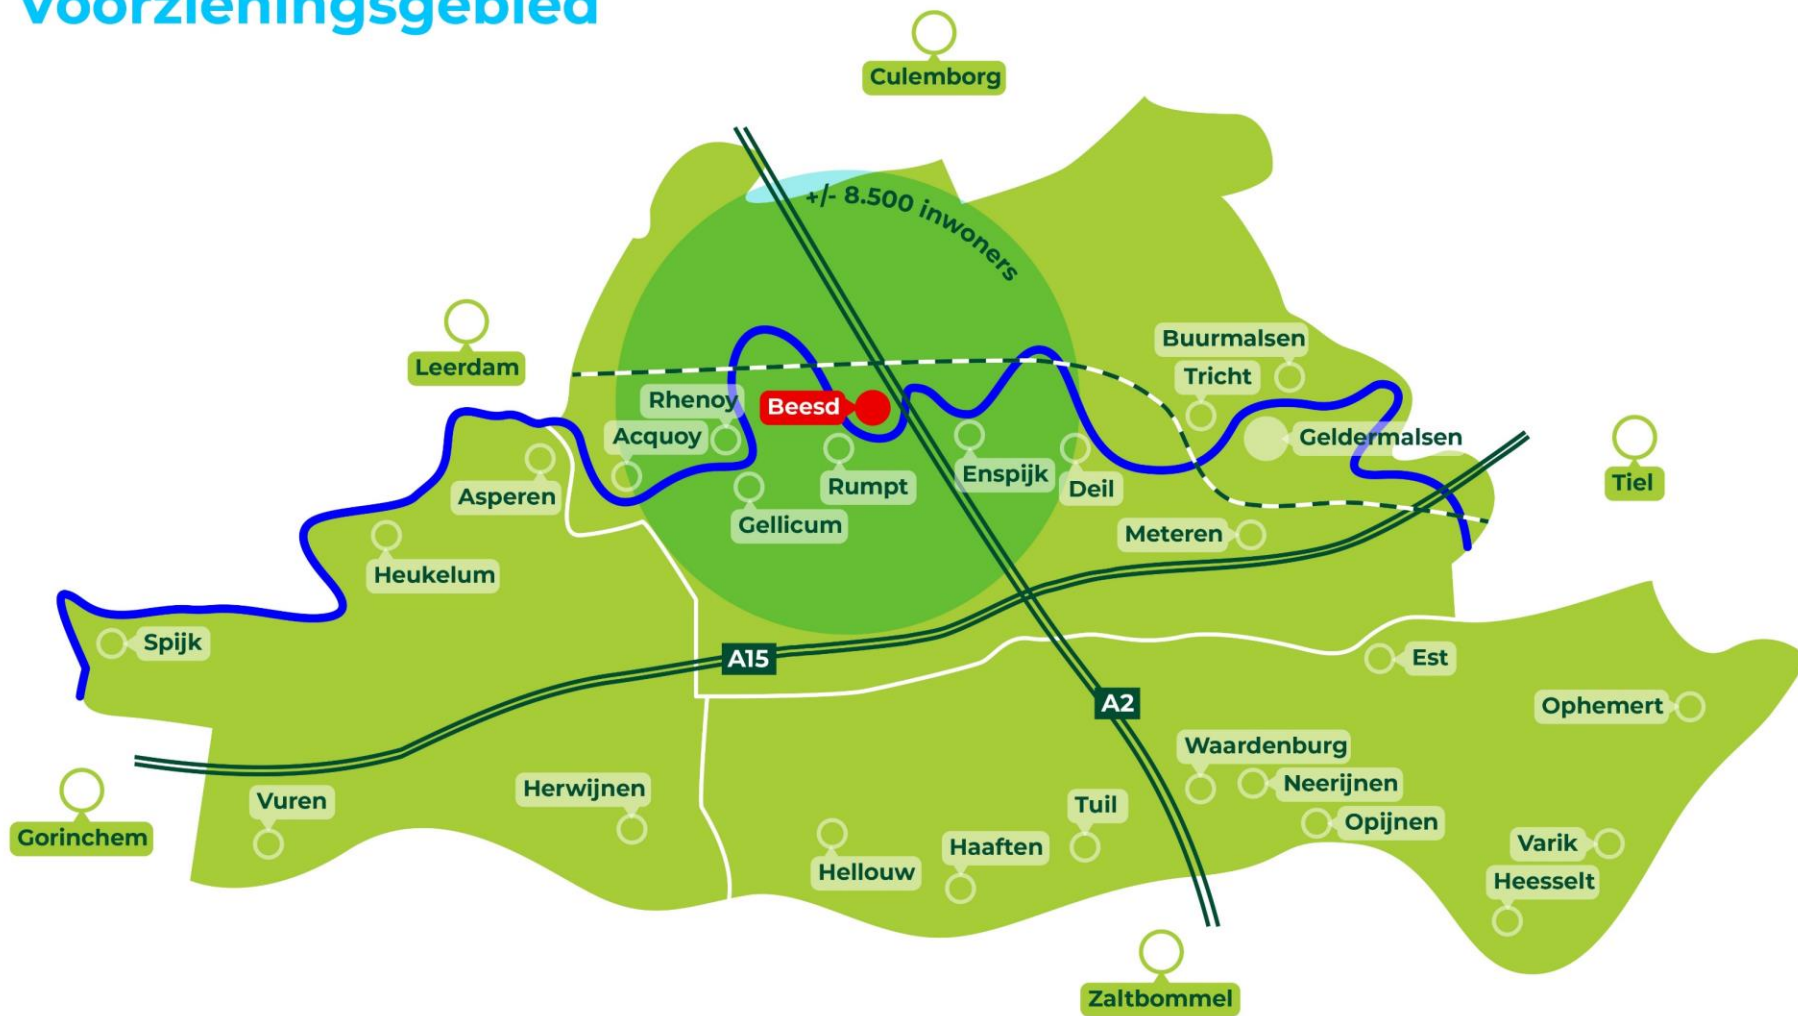 Voorzieningsgebied
Culemborg
+/- 8.500 inwoners
Leerdam
Buurmalsen
Tricht
Rhenoy
Beesd
Acquoy
Geldermalsen
Asperen
Rumpt
Enspijk
Deil
Tiel
Gellicum
Meteren
Heukelum
Spijk
A15
Est
A2
Ophemert
Waardenburg
Neerijnen
Herwijnen
Vuren
Tuil
Opijnen
Gorinchem
Haaften
Varik
Hellouw
Heesselt
Zaltbommel